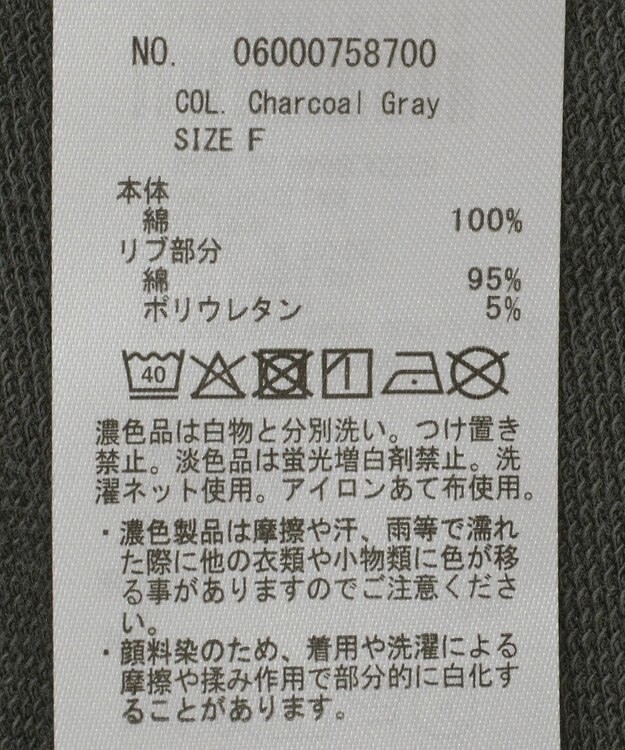 NO. 06000758700
COL. Charcoal Gray
SIZE F
本体
綿 100%
リブ部分
綿 95%
ポリウレタン 5%
40
濃色品は白物と分別洗い。つけ置き
禁止。淡色品は蛍光増白剤禁止。洗
濯ネット使用。アイロンあて布使用。
・濃色製品は摩擦や汗、雨等で濡れ
た際に他の衣類や小物類に色が移
る事がありますのでご注意くださ
い。
・顔料染のため、着用や洗濯による
摩擦や揉み作用で部分的に白化す
ることがあります。